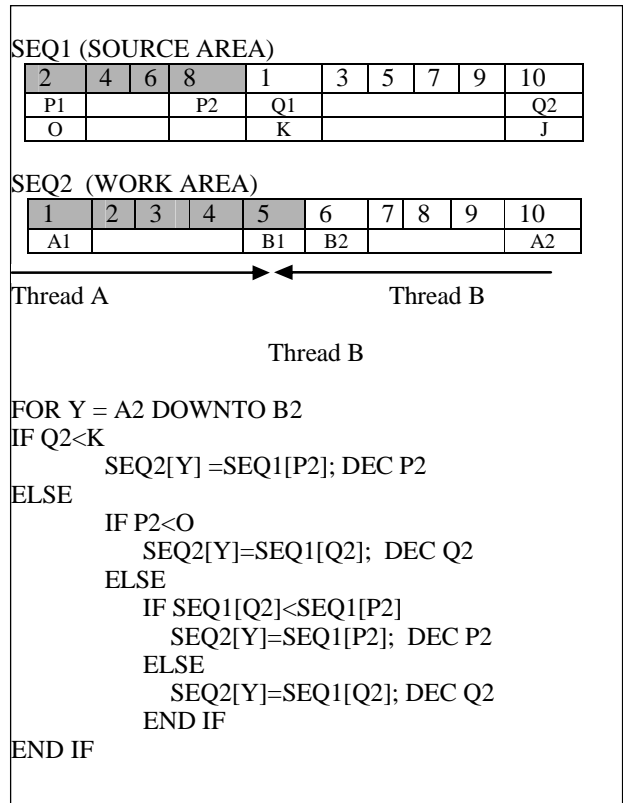 SEQ1 (SOURCE AREA)
2 4 6 8 1 3 5 7 9 10
P1 P2 Q1 Q2
O K J
SEQ2 (WORK AREA)
1 2 3 4 5 6 7 8 9 10
A1 B1 B2 A2
Thread A Thread B
Thread B
FOR Y = A2 DOWNTO B2
IF Q2<K
SEQ2[Y] =SEQ1[P2]; DEC P2
ELSE
IF P2<O
SEQ2[Y]=SEQ1[Q2]; DEC Q2
ELSE
IF SEQ1[Q2]<SEQ1[P2]
SEQ2[Y]=SEQ1[P2]; DEC P2
ELSE
SEQ2[Y]=SEQ1[Q2]; DEC Q2
END IF
END IF